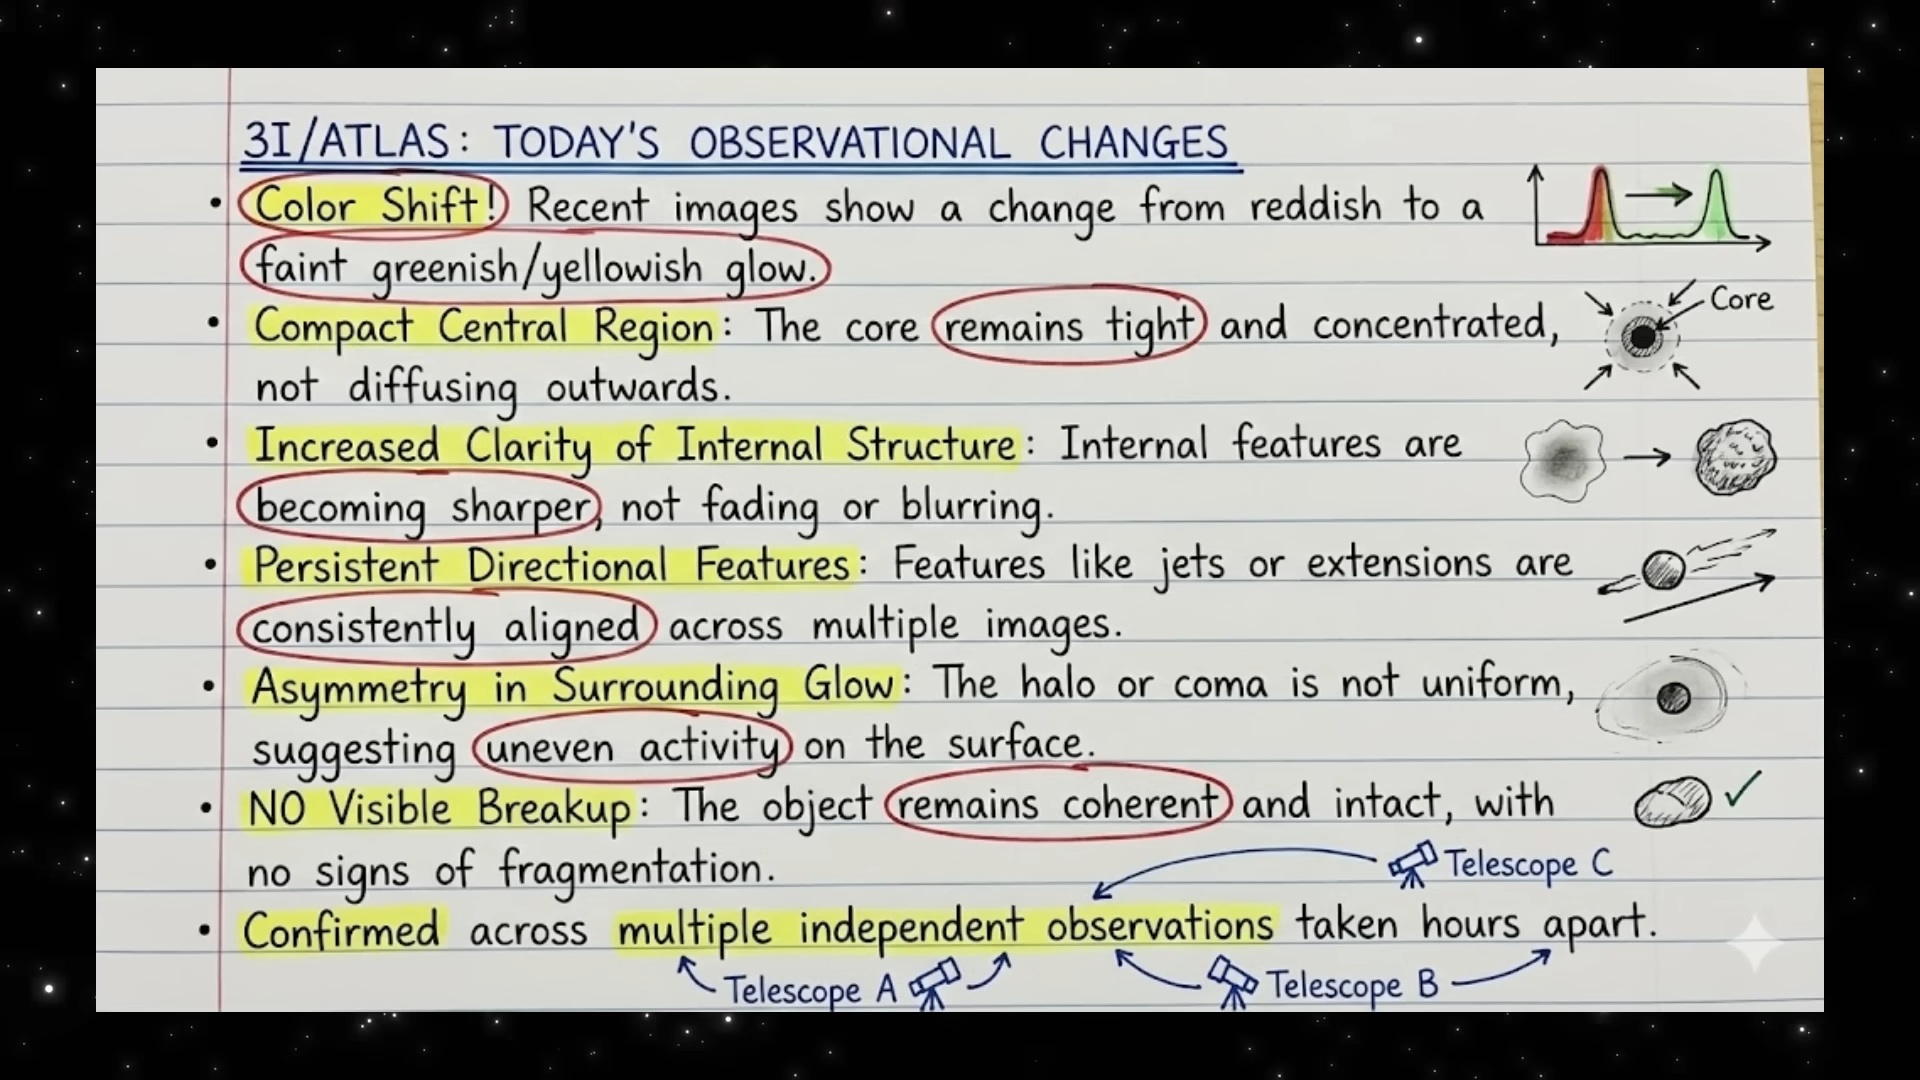 3I/ATLAS: TODAY'S OBSERVATIONAL CHANGES
• Color Shift! Recent images show a change from reddish to a
faint greenish/yellowish glow.
• Compact Central Region: The core remains tight and concentrated,
Core
not diffusing outwards.
• Increased Clarity of Internal Structure: Internal features are
becoming sharper, not fading or blurring.
• Persistent Directional Features: Features like jets or extensions are
consistently aligned across multiple images.
• Asymmetry in Surrounding Glow: The halo or coma is not uniform,
suggesting uneven activity on the surface.
• NO Visible Breakup: The object remains coherent and intact, with
no signs of fragmentation.
Telescope C
• Confirmed across multiple independent observations taken hours apart.
Telescope A
Telescope B